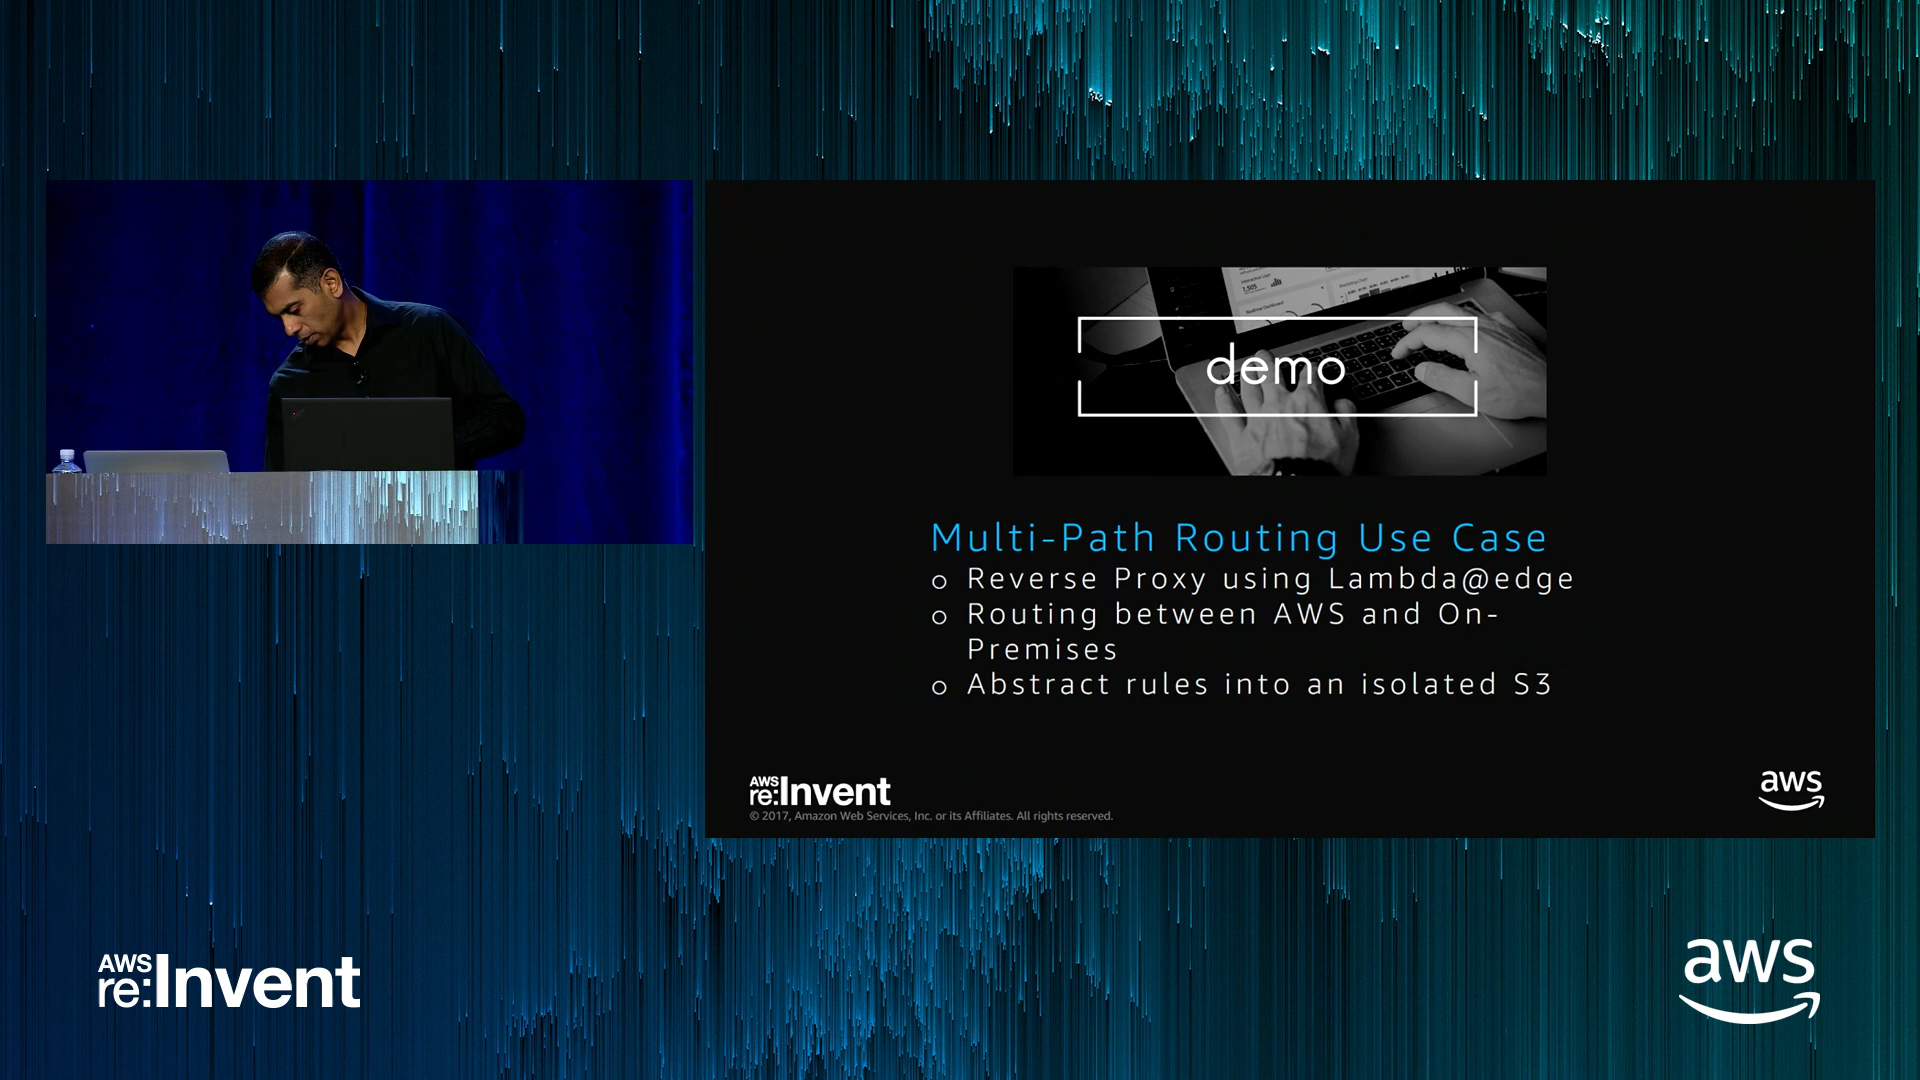 demo
Multi-Path Routing Use Case
o Reverse Proxy using Lambda@edge
o Routing between AWS and On-
Premises
o Abstract rules into an isolated S3
AWS
re:Invent
© 2017, Amazon Web Services, Inc. or its Affiliates. All rights reserved.
aws
AWS
re:Invent
aws